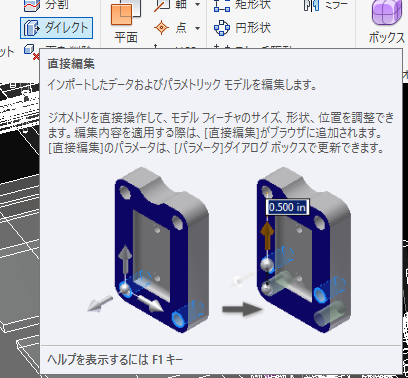 分割
軸
矩形状
ミラー
ダイレクト
平面
点
円形状
ボックス
ット
直接編集
インポートしたデータおよびパラメトリック モデルを編集します。
ジオメトリを直接操作して、モデル フィーチャのサイズ、形状、位置を調整でき
ます。編集内容を適用する際は、[直接編集]がブラウザに追加されます。
[直接編集]のパラメータは、[パラメータ]ダイアログ ボックスで更新できます。
0.500 in
ヘルプを表示するには F1 キー